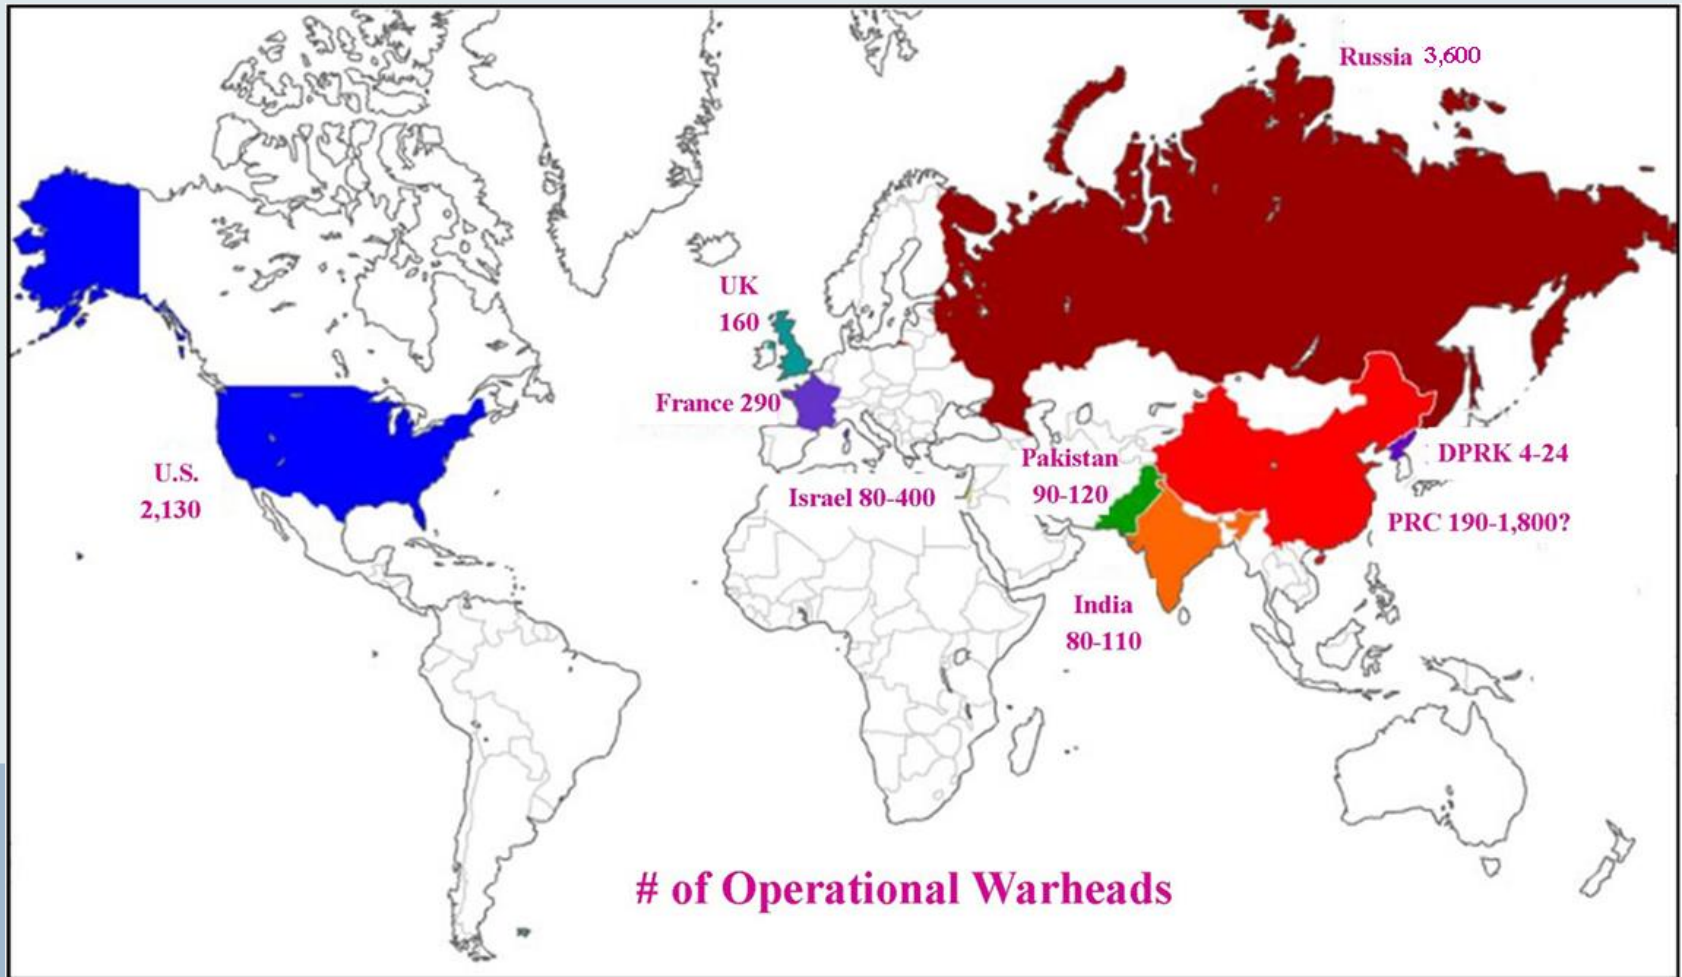 Russia 3,600
UK
160
France 290
U.S.
2,130
Pakistan
90-120
Israel 80-400
DPRK 4-24
PRC 190-1,800?
India
80-110
# of Operational Warheads